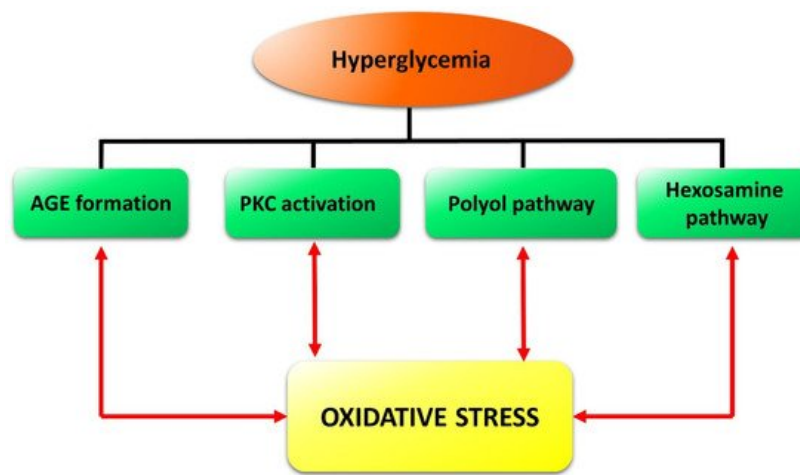 Hyperglycemia
AGE formation
PKC activation
Polyol pathway
Hexosamine
pathway
OXIDATIVE STRESS